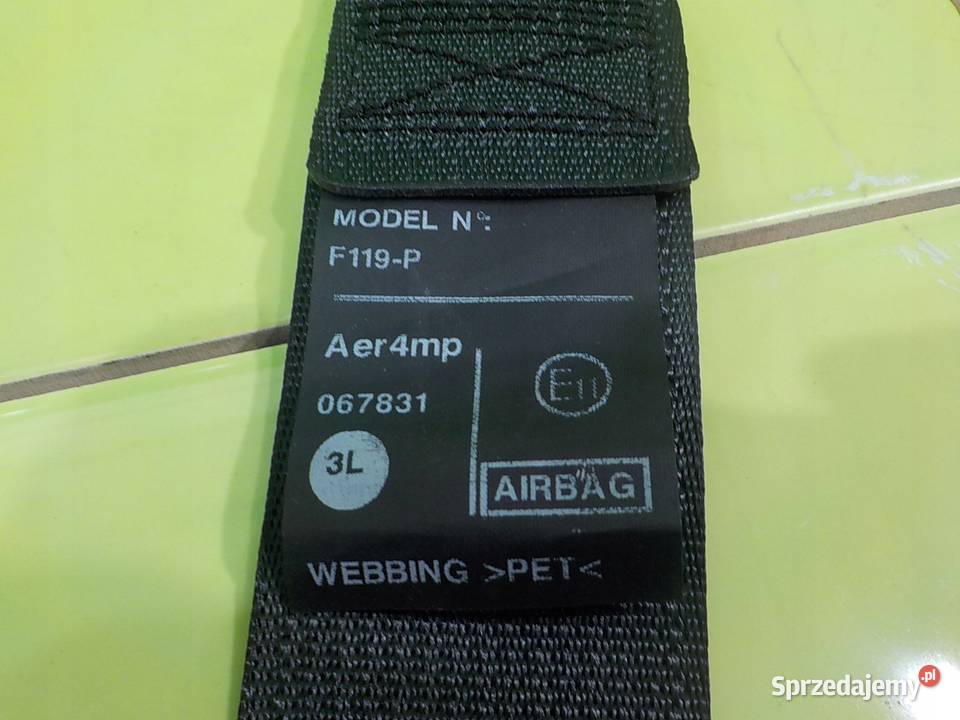 MODEL N°:
F119-P
Aer4mp
067831
E11
3L
AIRBAG
WEBBING >PET<
Sprzedajemy.pl